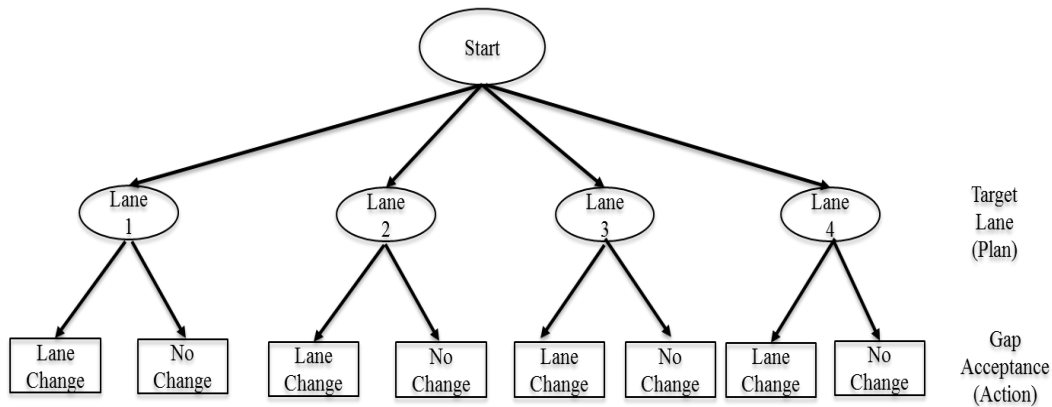 Start
Lane
1
Lane
2
Lane
3
Lane
4
Target
Lane
(Plan)
Lane
Change
No
Change
Lane
Change
No
Change
Lane
Change
No
Change
Lane
Change
No
Change
Gap
Acceptance
(Action)